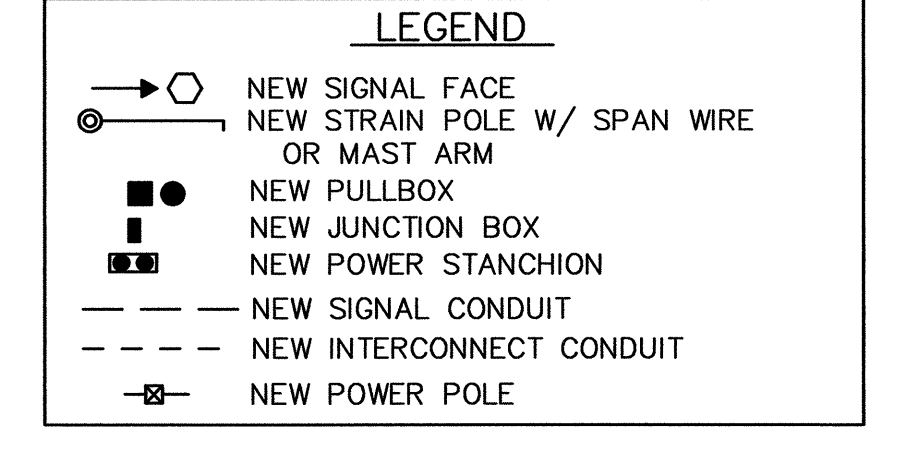 LEGEND
NEW SIGNAL FACE
NEW STRAIN POLE W/ SPAN WIRE
OR MAST ARM
NEW PULLBOX
NEW JUNCTION BOX
NEW POWER STANCHION
NEW SIGNAL CONDUIT
NEW INTERCONNECT CONDUIT
NEW POWER POLE